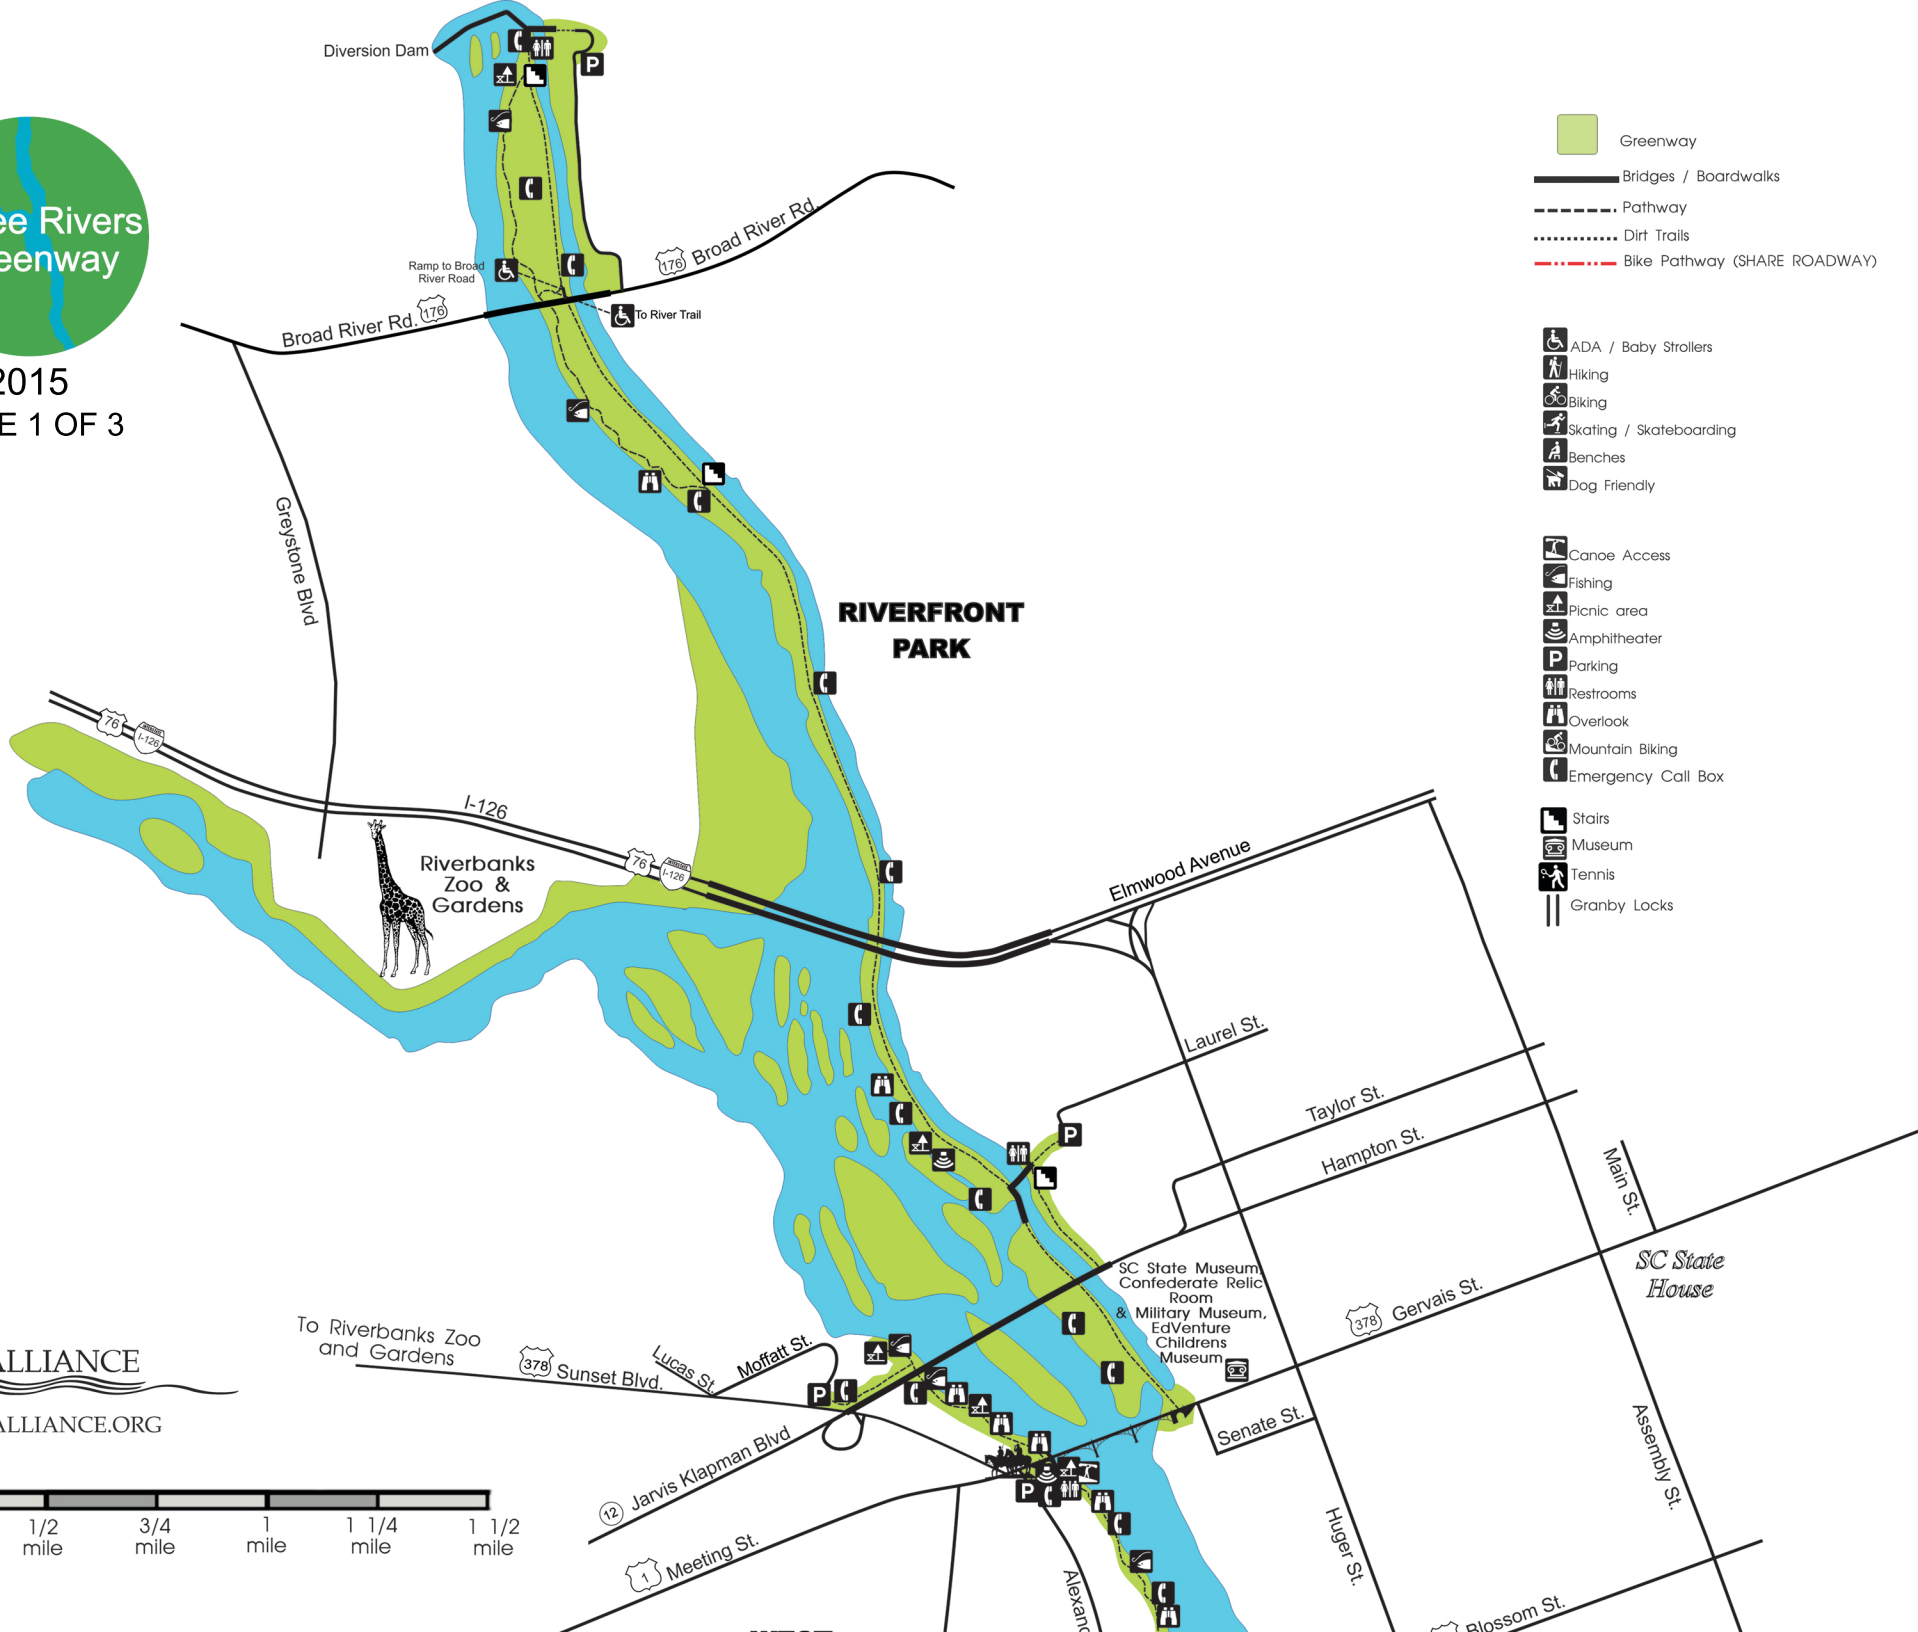 Diversion Dam
P
ee Rivers
eenway
2015
E 1 OF 3
Ramp to Broad
River Road
Broad River Rd.
176
176
Broad River Rd.
To River Trail
Greystone Blvd
RIVERFRONT
PARK
76
I-126
I-126
76
I-126
Riverbanks
Zoo &
Gardens
Elmwood Avenue
Laurel St.
Taylor St.
Hampton St.
P
Main St.
SC State
House
SC State Museum,
Confederate Relic
Room
& Military Museum,
EdVenture
Childrens
Museum
378
Gervais St.
Senate St.
Assembly St.
Huger St.
Blossom St.
To Riverbanks Zoo
and Gardens
378
Sunset Blvd.
Lucas St.
Moffatt St.
P
12
Jarvis Klapman Blvd
1
Meeting St.
P
Alexand
ALLIANCE
ALLIANCE.ORG
1/2
mile
3/4
mile
1
mile
1 1/4
mile
1 1/2
mile
Greenway
Bridges / Boardwalks
Pathway
Dirt Trails
Bike Pathway (SHARE ROADWAY)
ADA / Baby Strollers
Hiking
Biking
Skating / Skateboarding
Benches
Dog Friendly
Canoe Access
Fishing
Picnic area
Amphitheater
P Parking
Restrooms
Overlook
Mountain Biking
Emergency Call Box
Stairs
Museum
Tennis
Granby Locks